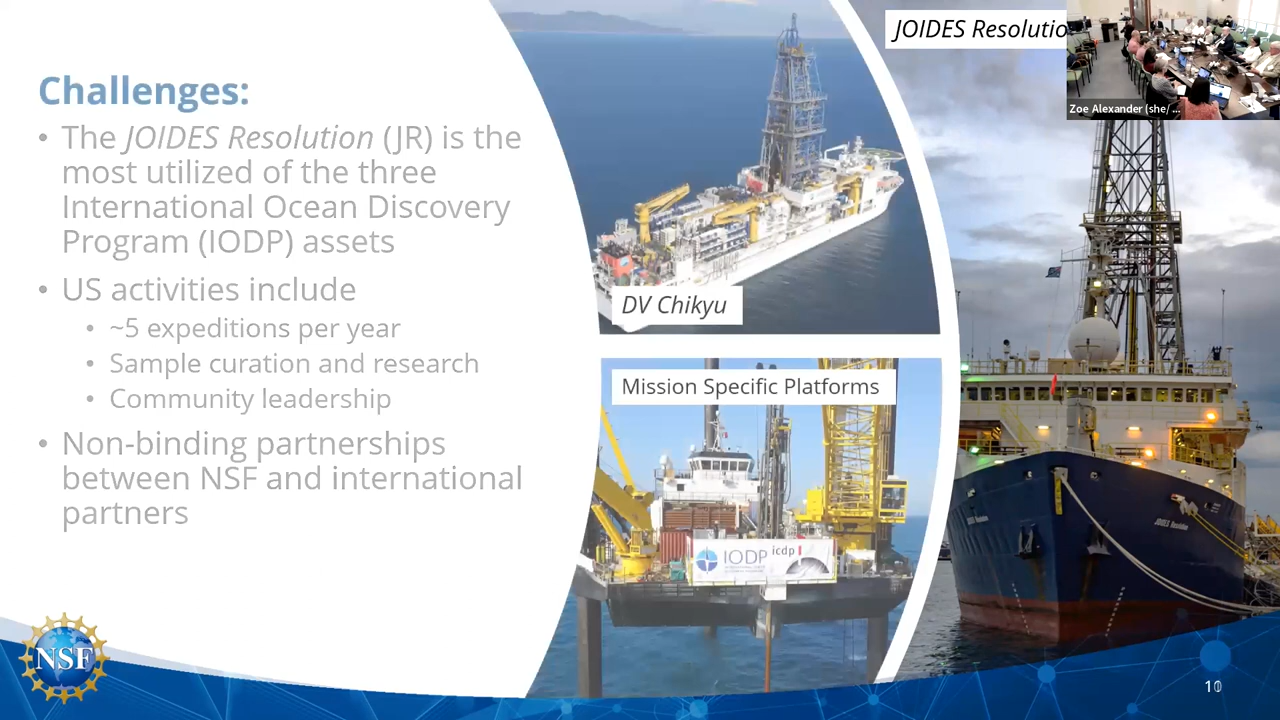 JOIDES Resolutio
Zoe Alexander (she/ ...
Challenges:
• The JOIDES Resolution (JR) is the
most utilized of the three
International Ocean Discovery
Program (IODP) assets
• US activities include
• ~5 expeditions per year
• Sample curation and research
• Community leadership
• Non-binding partnerships
between NSF and international
partners
DV Chikyu
Mission Specific Platforms
IODP
icdp
JOIDES Resolution
NSF